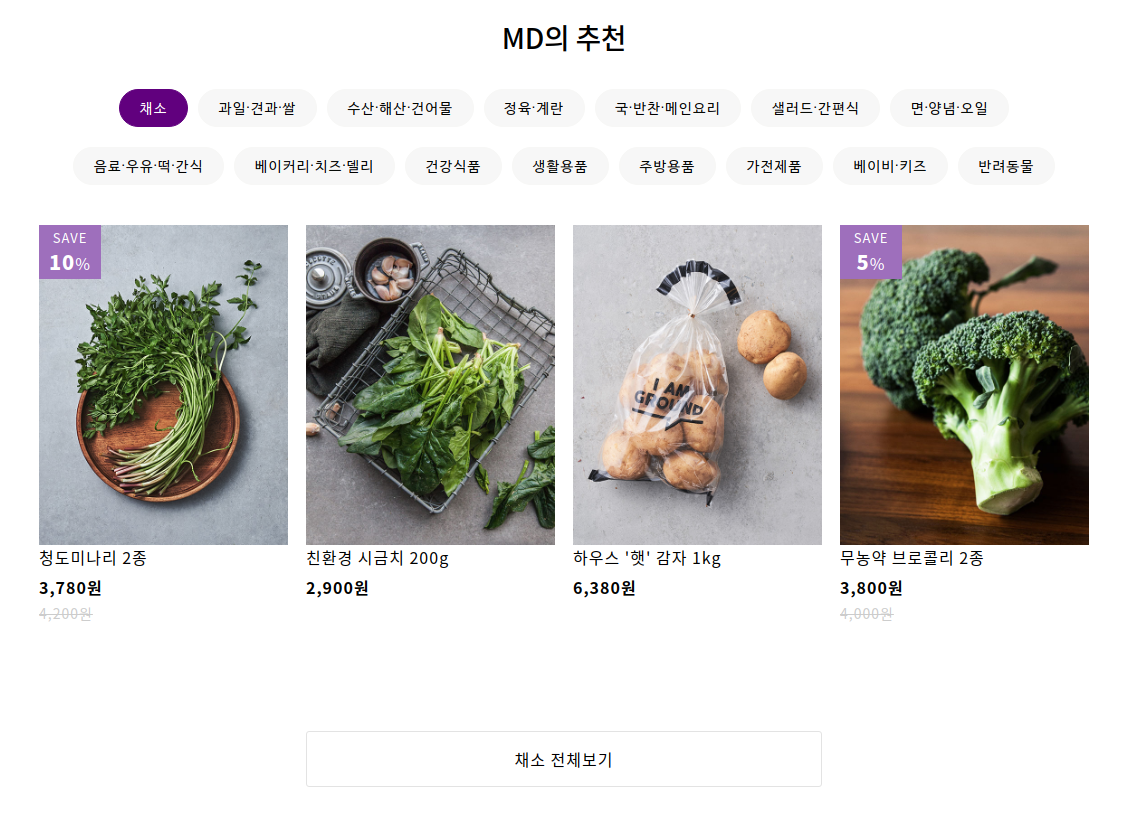 MD의 추천
채소 과일·견과·쌀 수산·해산·건어물 정육·계란 국·반찬·메인요리 샐러드·간편식 면·양념·오일
음료·우유·떡·간식 베이커리·치즈·델리 건강식품 생활용품 주방용품 가전제품 베이비·키즈 반려동물
SAVE
10%
청도미나리 2종
3,780원
4,200원
친환경 시금치 200g
2,900원
I AM
GROUND
하우스 '햇' 감자 1kg
6,380원
SAVE
5%
무농약 브로콜리 2종
3,800원
4,000원
채소 전체보기